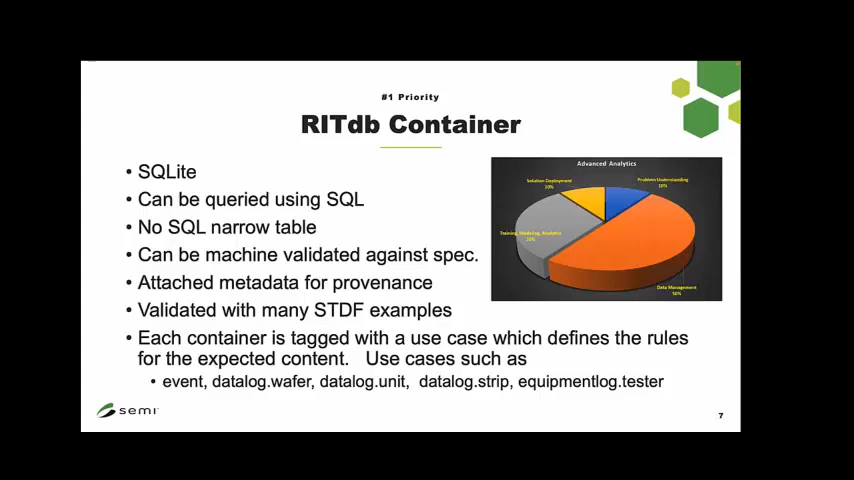 #1 Priority
RITdb Container
• SQLite
• Can be queried using SQL
• No SQL narrow table
• Can be machine validated against spec.
• Attached metadata for provenance
• Validated with many STDF examples
• Each container is tagged with a use case which defines the rules
for the expected content. Use cases such as
• event, datalog.wafer, datalog.unit, datalog.strip, equipmentlog.tester
Advanced Analytics
Solution Deployment
10%
Problem Understanding
10%
Training, Modeling, Analytics
Data Management
semi
7